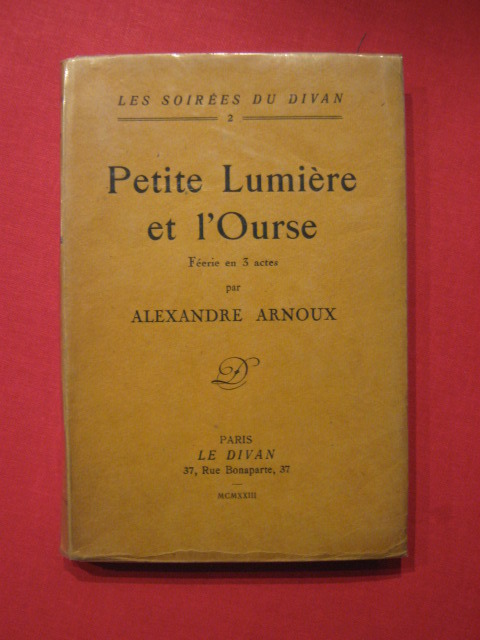 LES SOIRÉES DU DIVAN
2
Petite Lumière
et l'Ourse
Féerie en 3 actes
par
ALEXANDRE ARNOUX
D
PARIS
LE DIVAN
37, Rue Bonaparte, 37
MCMXXIII